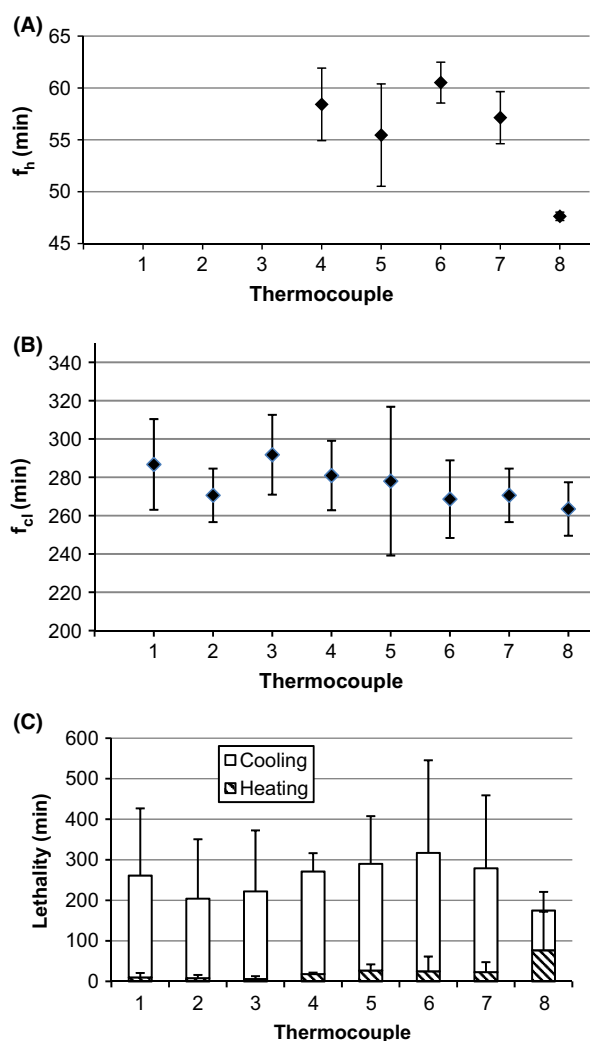 (A)
65
60
55
50
45
f_h (min)
1 2 3 4 5 6 7 8
Thermocouple
(B)
340
320
300
280
260
240
220
200
f_cl (min)
1 2 3 4 5 6 7 8
Thermocouple
(C)
600
500
400
300
200
100
0
Lethality (min)
Cooling
Heating
1 2 3 4 5 6 7 8
Thermocouple